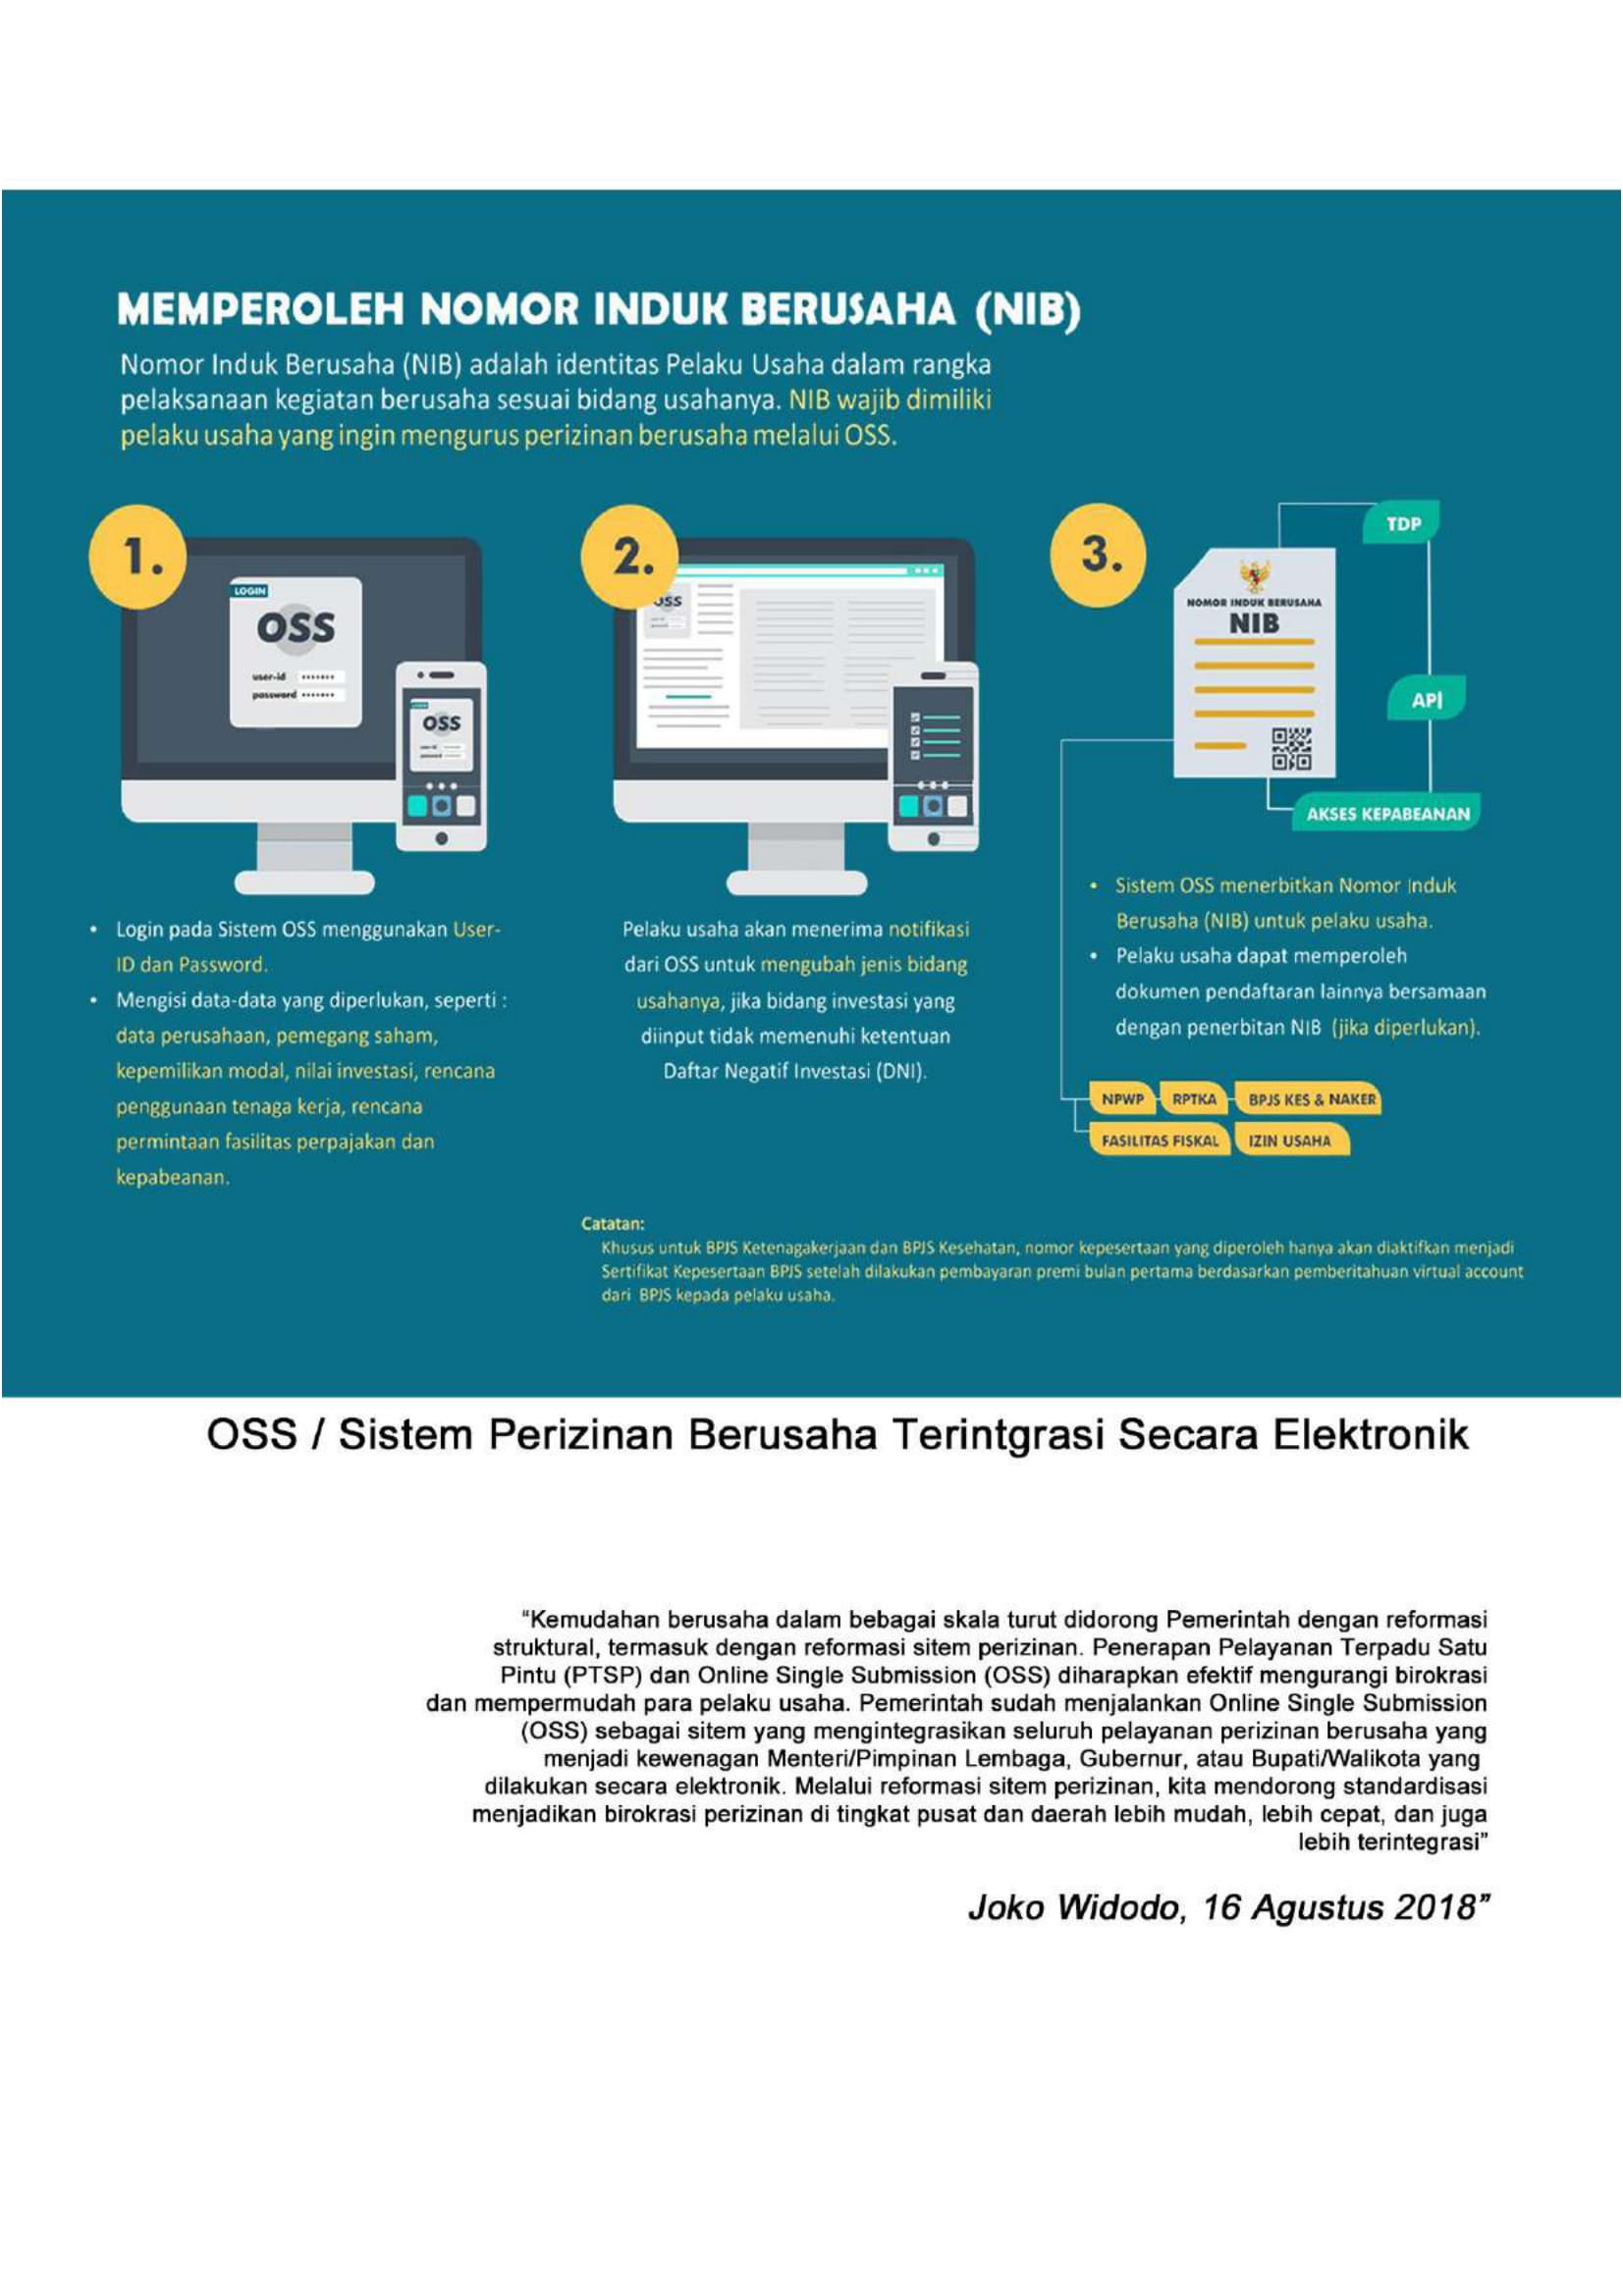 MEMPEROLEH NOMOR INDUK BERUSAHA (NIB)
Nomor Induk Berusaha (NIB) adalah identitas Pelaku Usaha dalam rangka
pelaksanaan kegiatan berusaha sesuai bidang usahanya. NIB wajib dimiliki
pelaku usaha yang ingin mengurus perizinan berusaha melalui OSS.
1.
LOGIN
OSS
user-id
password
OSS
• Login pada Sistem OSS menggunakan User-
ID dan Password.
• Mengisi data-data yang diperlukan, seperti :
data perusahaan, pemegang saham,
kepemilikan modal, nilai investasi, rencana
penggunaan tenaga kerja, rencana
permintaan fasilitas perpajakan dan
kepabeanan.
2.
OSS
Pelaku usaha akan menerima notifikasi
dari OSS untuk mengubah jenis bidang
usahanya, jika bidang investasi yang
diinput tidak memenuhi ketentuan
Daftar Negatif Investasi (DNI).
3.
NOMOR INDUK BERUSAHA
NIB
TDP
API
AKSES KEPABEANAN
• Sistem OSS menerbitkan Nomor Induk
Berusaha (NIB) untuk pelaku usaha.
• Pelaku usaha dapat memperoleh
dokumen pendaftaran lainnya bersamaan
dengan penerbitan NIB (jika diperlukan).
NPWP RPTKA BPJS KES & NAKER
FASILITAS FISKAL IZIN USAHA
Catatan:
Khusus untuk BPJS Ketenagakerjaan dan BPJS Kesehatan, nomor kepesertaan yang diperoleh hanya akan diaktifkan menjadi
Sertifikat Kepesertaan BPJS setelah dilakukan pembayaran premi bulan pertama berdasarkan pemberitahuan virtual account
dari BPJS kepada pelaku usaha.
OSS / Sistem Perizinan Berusaha Terintgrasi Secara Elektronik
“Kemudahan berusaha dalam bebagai skala turut didorong Pemerintah dengan reformasi
struktural, termasuk dengan reformasi sitem perizinan. Penerapan Pelayanan Terpadu Satu
Pintu (PTSP) dan Online Single Submission (OSS) diharapkan efektif mengurangi birokrasi
dan mempermudah para pelaku usaha. Pemerintah sudah menjalankan Online Single Submission
(OSS) sebagai sitem yang mengintegrasikan seluruh pelayanan perizinan berusaha yang
menjadi kewenagan Menteri/Pimpinan Lembaga, Gubernur, atau Bupati/Walikota yang
dilakukan secara elektronik. Melalui reformasi sitem perizinan, kita mendorong standardisasi
menjadikan birokrasi perizinan di tingkat pusat dan daerah lebih mudah, lebih cepat, dan juga
lebih terintegrasi”
Joko Widodo, 16 Agustus 2018”